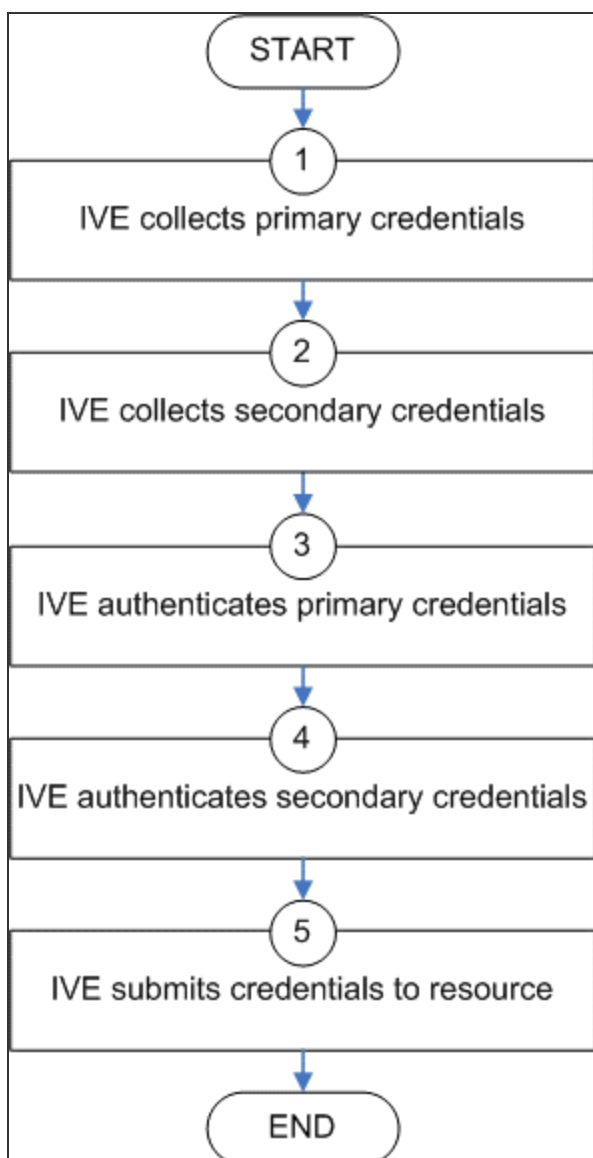 START
1
IVE collects primary credentials
2
IVE collects secondary credentials
3
IVE authenticates primary credentials
4
IVE authenticates secondary credentials
5
IVE submits credentials to resource
END